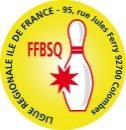 LIGUE REGIONALE ILE DE FRANCE - 95, rue Jules Ferry 92700 Colombes
FFBSQ